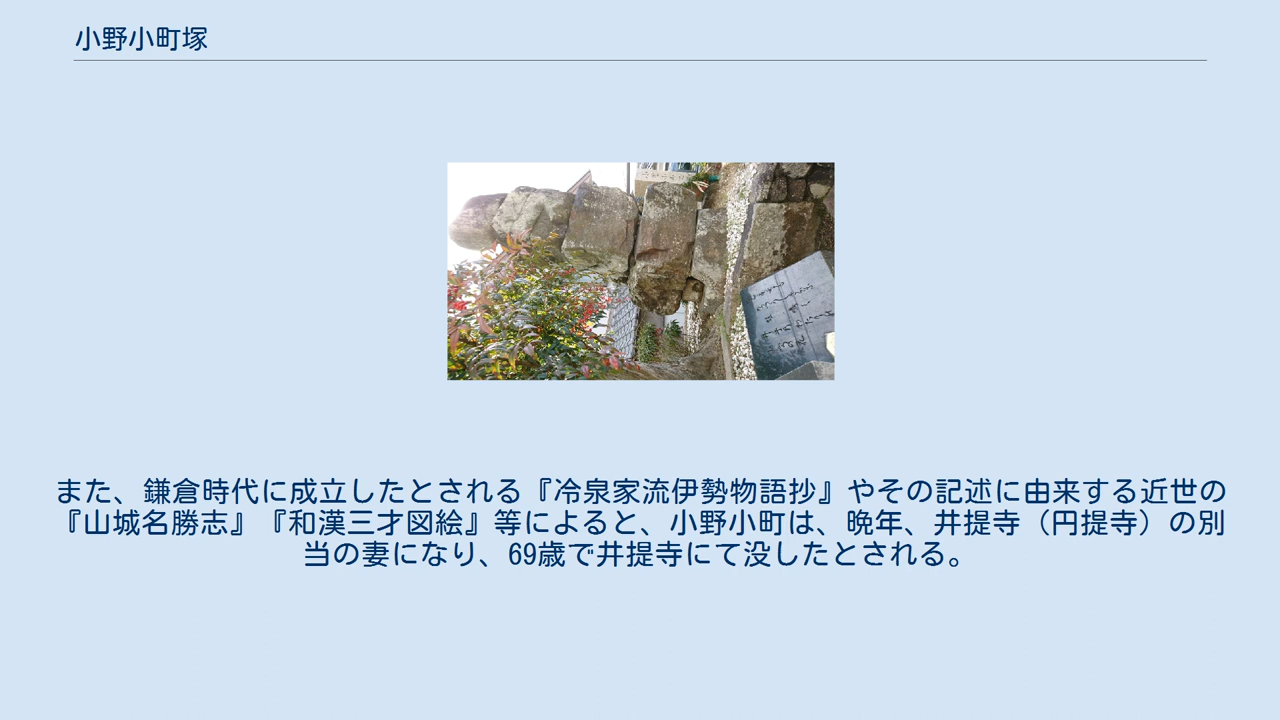 小野小町塚
また、鎌倉時代に成立したとされる『冷泉家流伊勢物語抄』やその記述に由来する近世の
『山城名勝志』『和漢三才図絵』等によると、小野小町は、晩年、井提寺（円提寺）の別
当の妻になり、69歳で井提寺にて没したとされる。